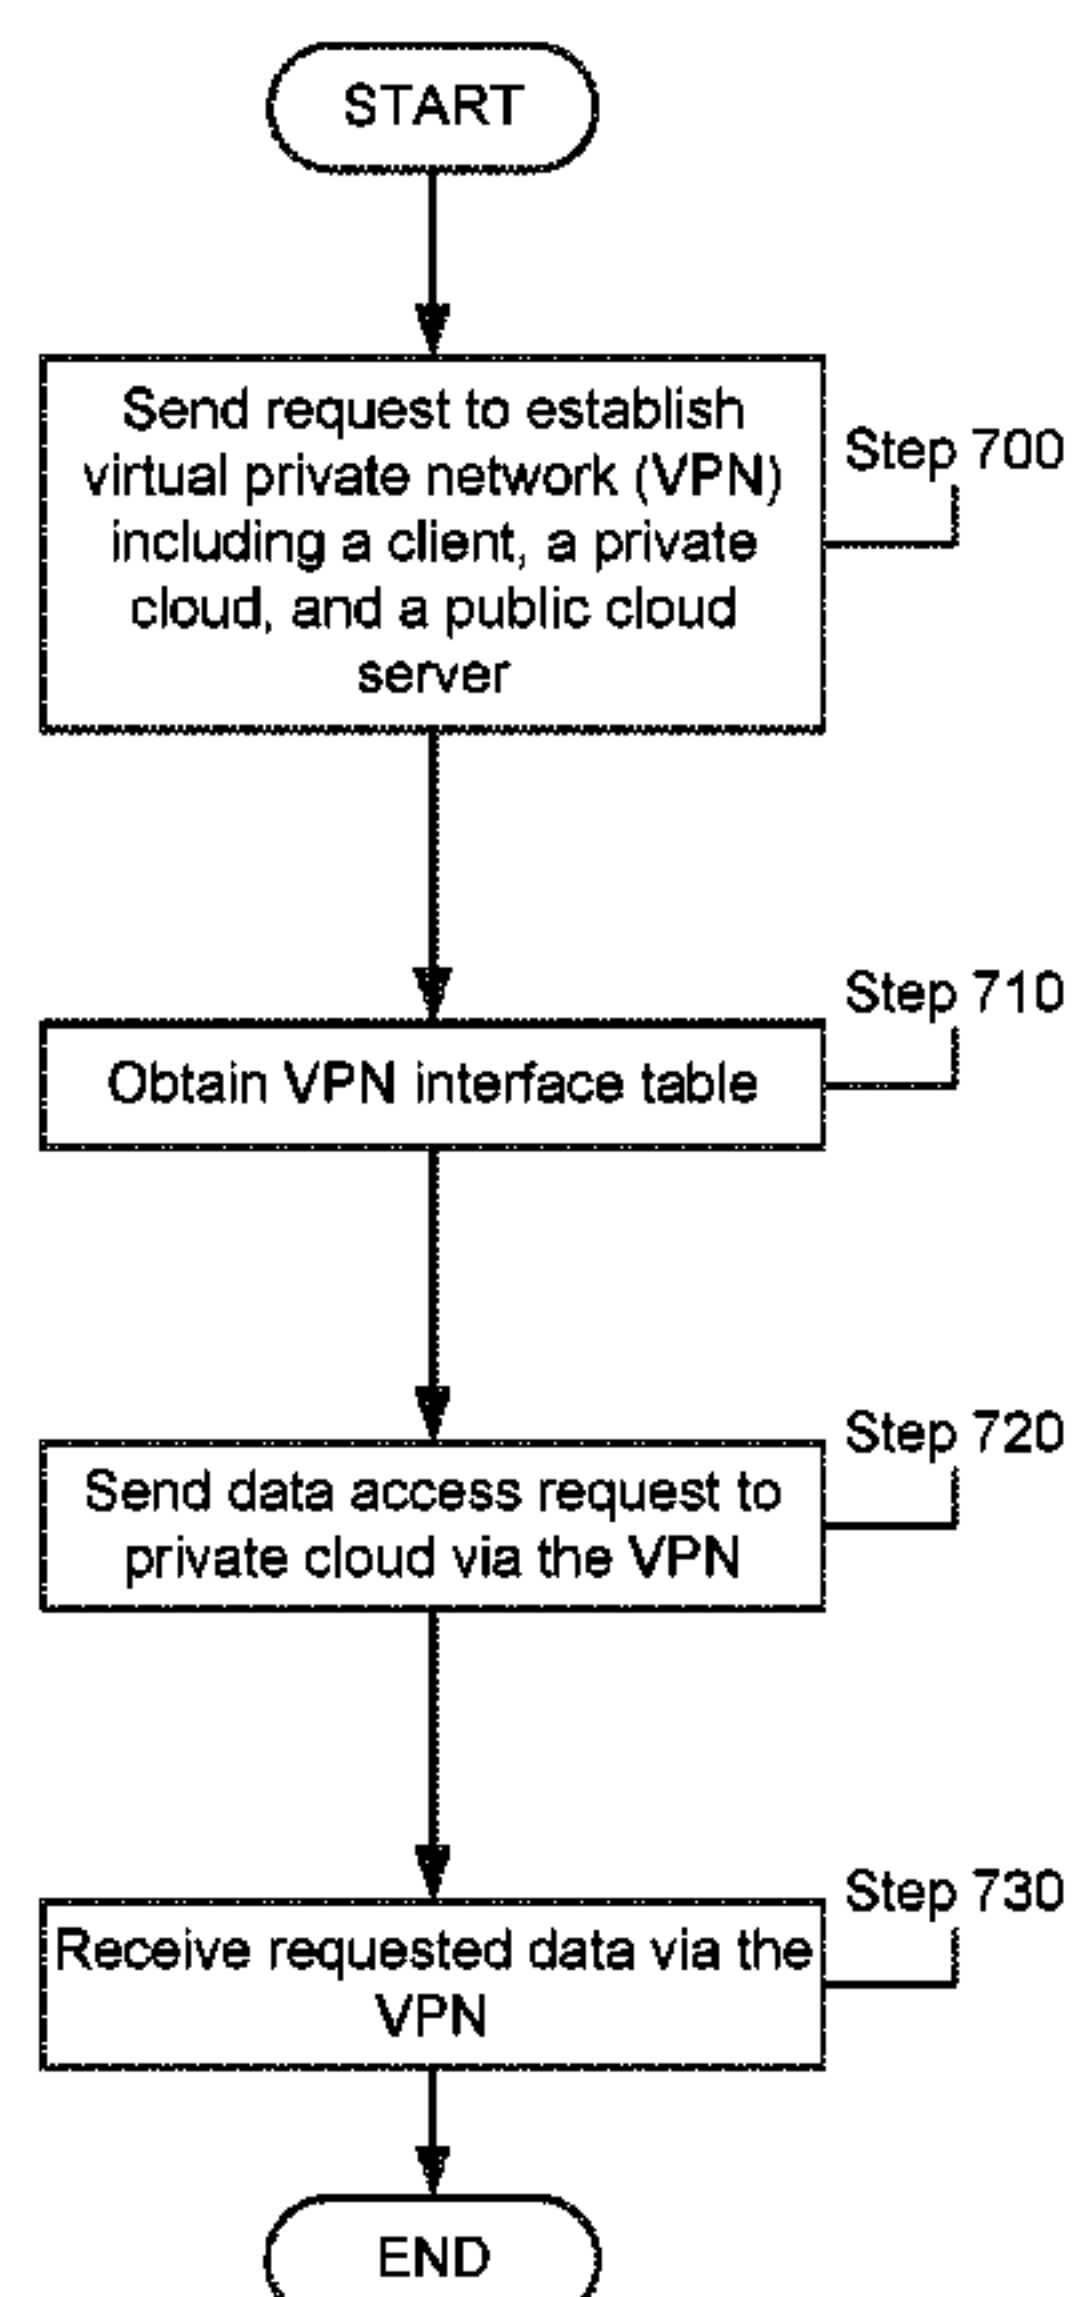 START
Send request to establish
virtual private network (VPN)
including a client, a private
cloud, and a public cloud
server
Step 700
Obtain VPN interface table
Step 710
Send data access request to
private cloud via the VPN
Step 720
Receive requested data via the
VPN
Step 730
END